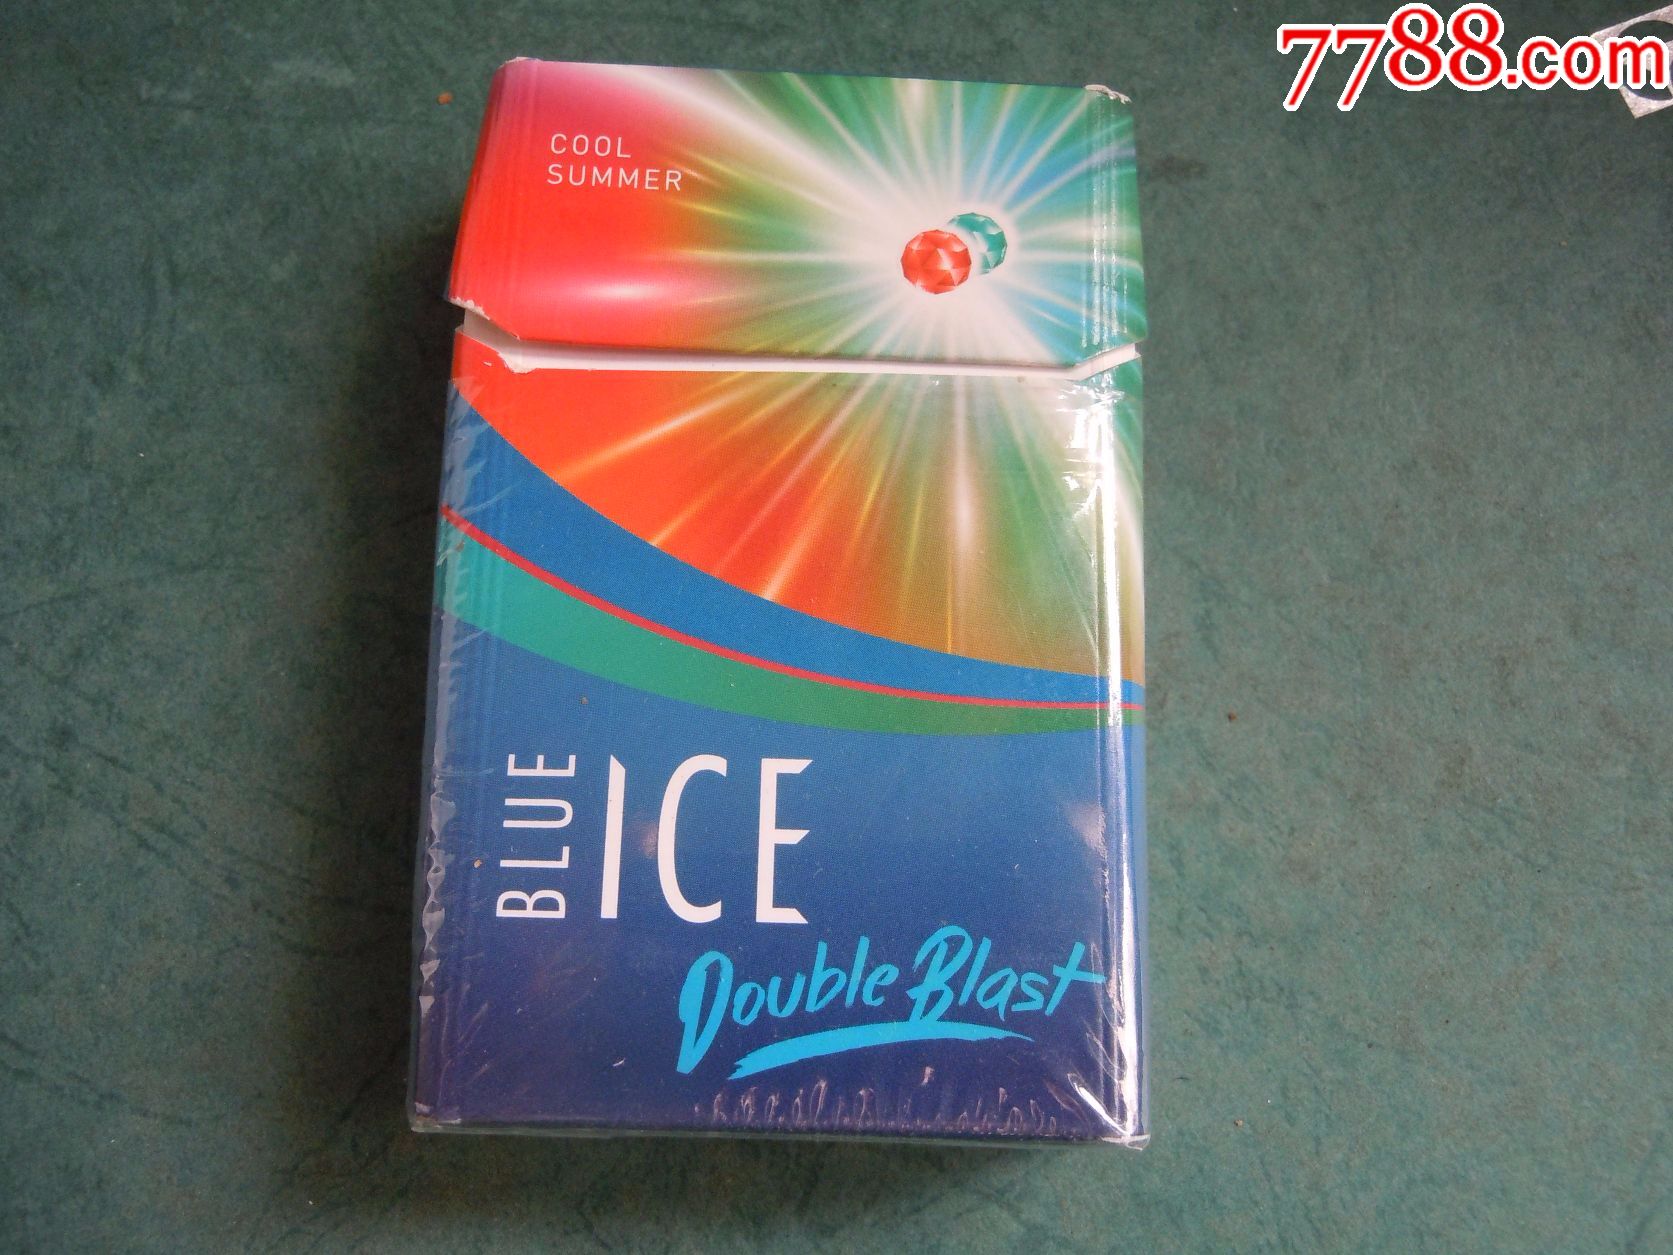 7788.com
COOL
SUMMER
BLUE
ICE
Double Blast